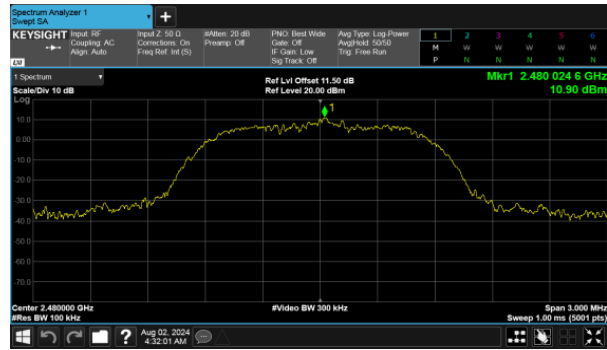 Spectrum Analyzer 1
Swept SA
+
KEYSIGHT Input: RF Input Z: 50 Ω #Atten: 20 dB PNO: Best Wide Avg Type: Log-Power 1 2 3 4 5 6
Coupling: AC Corrections: On Preamp: Off Gate: Off Avg|Hold: 50/50 M W W W W W
Align: Auto Freq Ref: Int (S) IF Gain: Low Trig: Free Run
Sig Track: Off P N N N N N
LXI
1 Spectrum Ref Lvl Offset 11.50 dB Mkr1 2.480 024 6 GHz
Scale/Div 10 dB Ref Level 20.00 dBm 10.90 dBm
Log
1
10.0
0.00
-10.0
-20.0
-30.0
-40.0
-50.0
-60.0
-70.0
Center 2.480000 GHz #Video BW 300 kHz Span 3.000 MHz
#Res BW 100 kHz Sweep 1.00 ms (5001 pts)
? Aug 02, 2024
4:32:01 AM